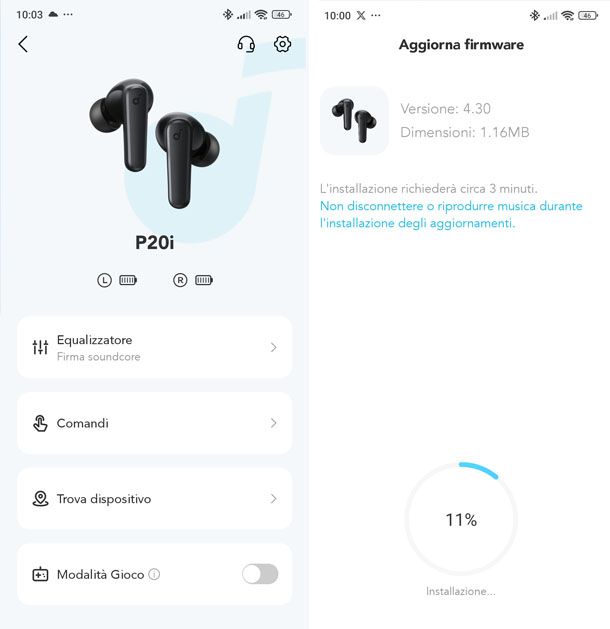 10:03
46
P20i
L
R
Equalizzatore
Firma soundcore
Comandi
Trova dispositivo
Modalità Gioco
10:00
46
Aggiorna firmware
Versione: 4.30
Dimensioni: 1.16MB
L'installazione richiederà circa 3 minuti.
Non disconnettere o riprodurre musica durante
l'installazione degli aggiornamenti.
11%
Installazione...